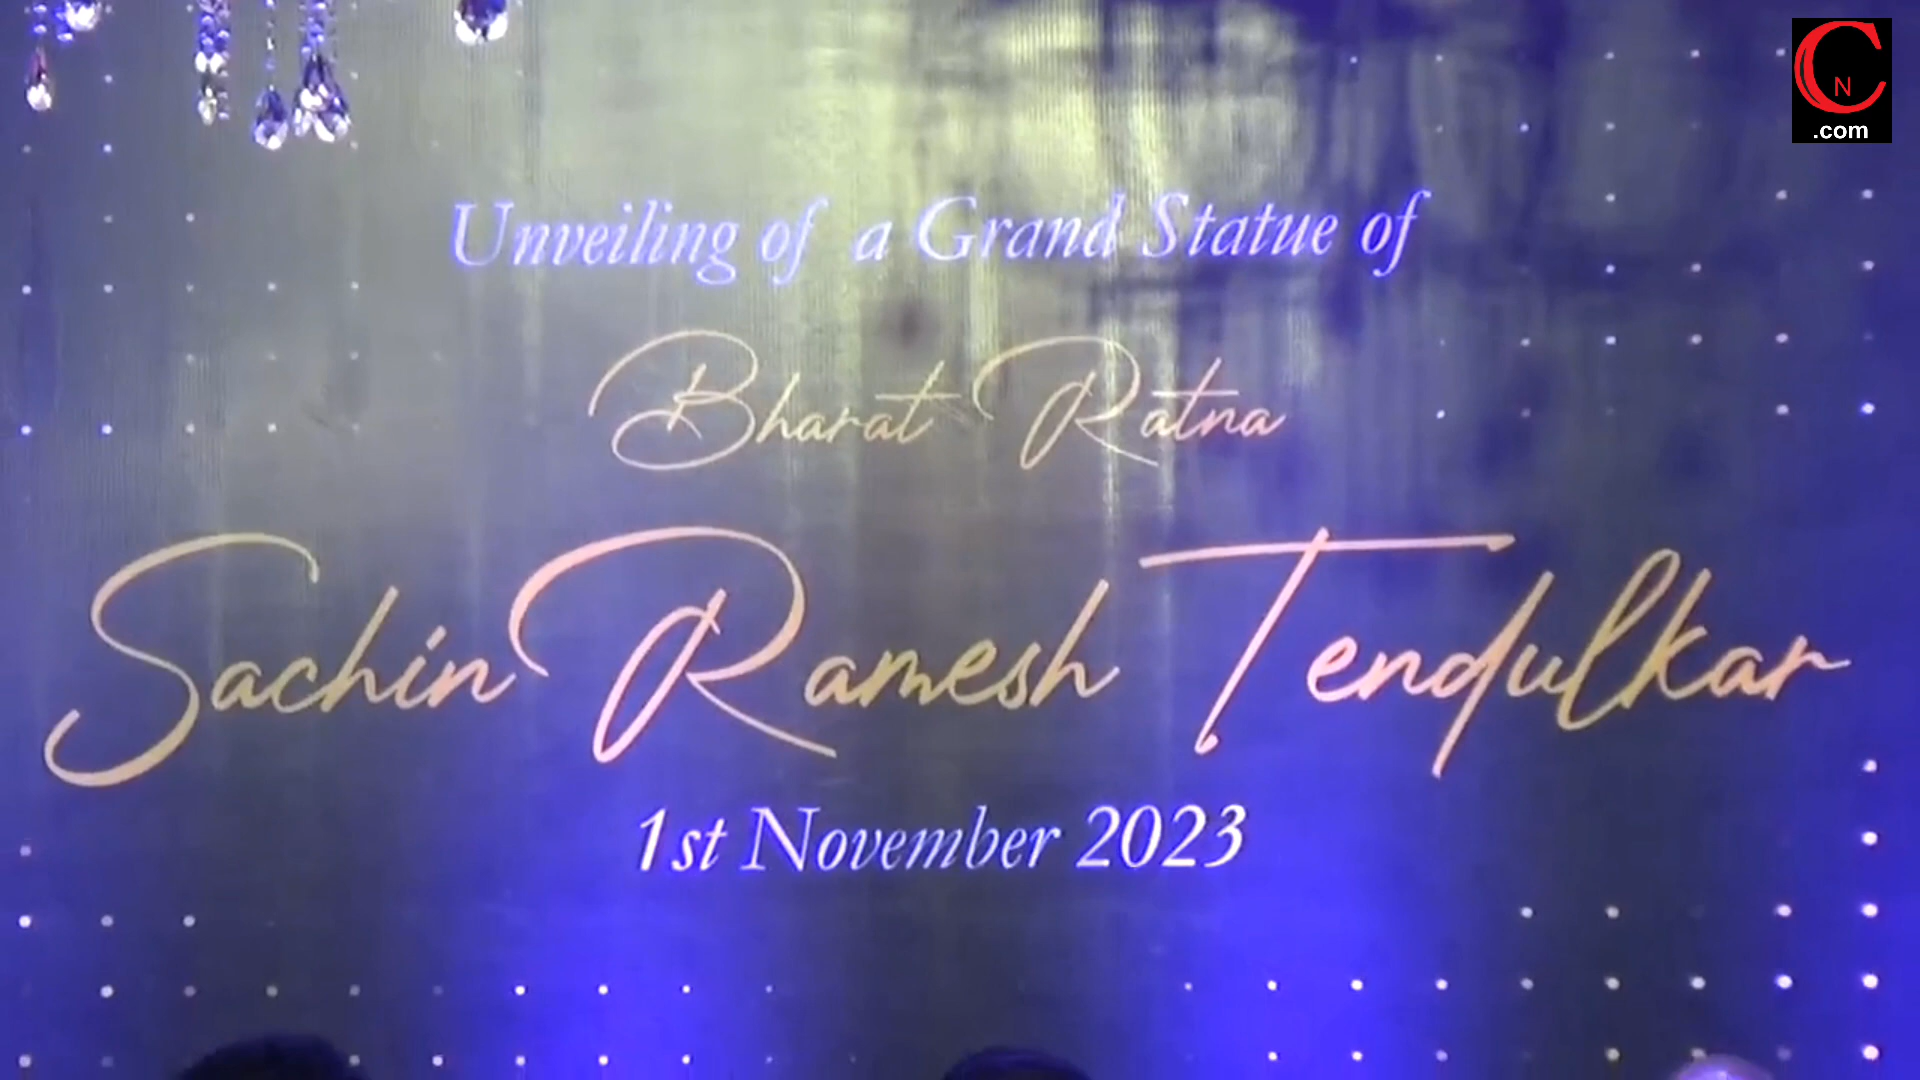 C
N
.com
Unveiling of a Grand Statue of
Bharat Ratna
Sachin Ramesh Tendulkar
1st November 2023